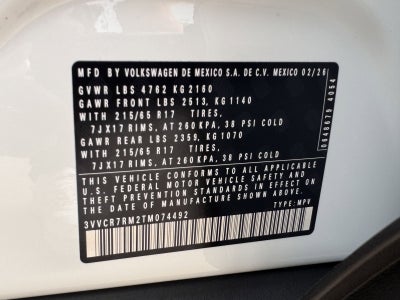 MFD BY VOLKSWAGEN DE MEXICO S.A. DE C.V. MEXICO 02/26
GVWR LBS 4762 KG 2160
GAWR FRONT LBS 2513, KG 1140
WITH 215/65 R17 TIRES,
7JX17 RIMS, AT 260 KPA, 38 PSI COLD
GAWR REAR LBS 2359, KG 1070
WITH 215/65 R17 TIRES,
7JX17 RIMS, AT 260 KPA, 38 PSI COLD
THIS VEHICLE CONFORMS TO ALL APPLICABLE
U.S. FEDERAL MOTOR VEHICLE SAFETY AND
THEFT PREVENTION STANDARDS IN EFFECT
ON THE DATE OF MANUFACTURE SHOWN ABOVE
3VVCR7RM2TM074492 TYPE: MPV
0648675 4054